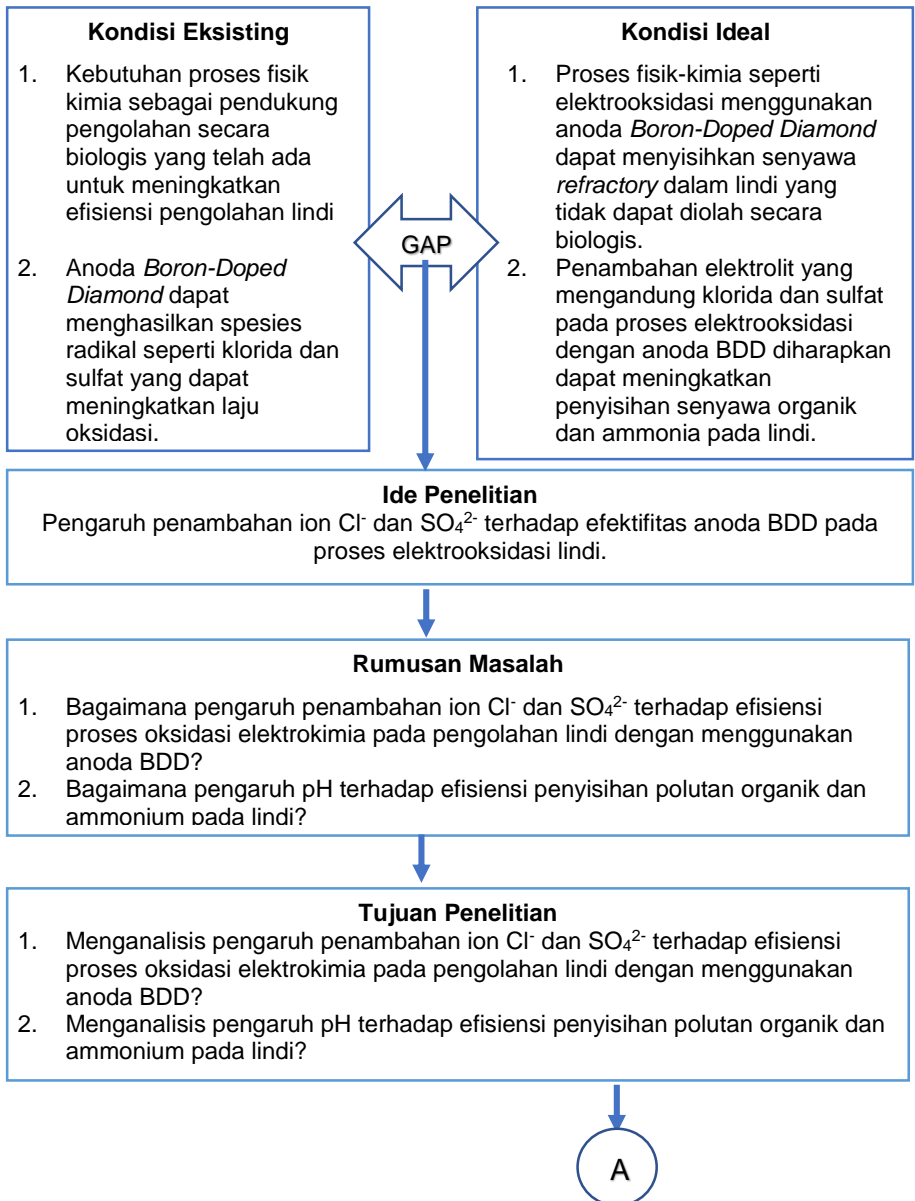 Kondisi Eksisting
1. Kebutuhan proses fisik
kimia sebagai pendukung
pengolahan secara
biologis yang telah ada
untuk meningkatkan
efisiensi pengolahan lindi
2. Anoda Boron-Doped
Diamond dapat
menghasilkan spesies
radikal seperti klorida dan
sulfat yang dapat
meningkatkan laju
oksidasi.
GAP
Kondisi Ideal
1. Proses fisik-kimia seperti
elektrooksidasi menggunakan
anoda Boron-Doped Diamond
dapat menyisihkan senyawa
refractory dalam lindi yang
tidak dapat diolah secara
biologis.
2. Penambahan elektrolit yang
mengandung klorida dan sulfat
pada proses elektrooksidasi
dengan anoda BDD diharapkan
dapat meningkatkan
penyisihan senyawa organik
dan ammonia pada lindi.
Ide Penelitian
Pengaruh penambahan ion Cl⁻ dan SO₄²⁻ terhadap efektifitas anoda BDD pada
proses elektrooksidasi lindi.
Rumusan Masalah
1. Bagaimana pengaruh penambahan ion Cl⁻ dan SO₄²⁻ terhadap efisiensi
proses oksidasi elektrokimia pada pengolahan lindi dengan menggunakan
anoda BDD?
2. Bagaimana pengaruh pH terhadap efisiensi penyisihan polutan organik dan
ammonium pada lindi?
Tujuan Penelitian
1. Menganalisis pengaruh penambahan ion Cl⁻ dan SO₄²⁻ terhadap efisiensi
proses oksidasi elektrokimia pada pengolahan lindi dengan menggunakan
anoda BDD?
2. Menganalisis pengaruh pH terhadap efisiensi penyisihan polutan organik dan
ammonium pada lindi?
A